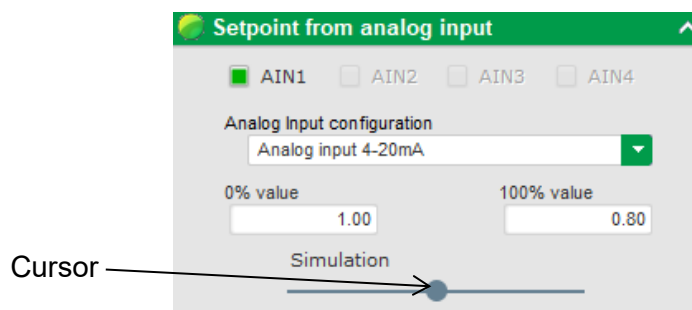 Setpoint from analog input
AIN1 AIN2 AIN3 AIN4
Analog Input configuration
Analog input 4-20mA
0% value 100% value
1.00 0.80
Simulation
Cursor